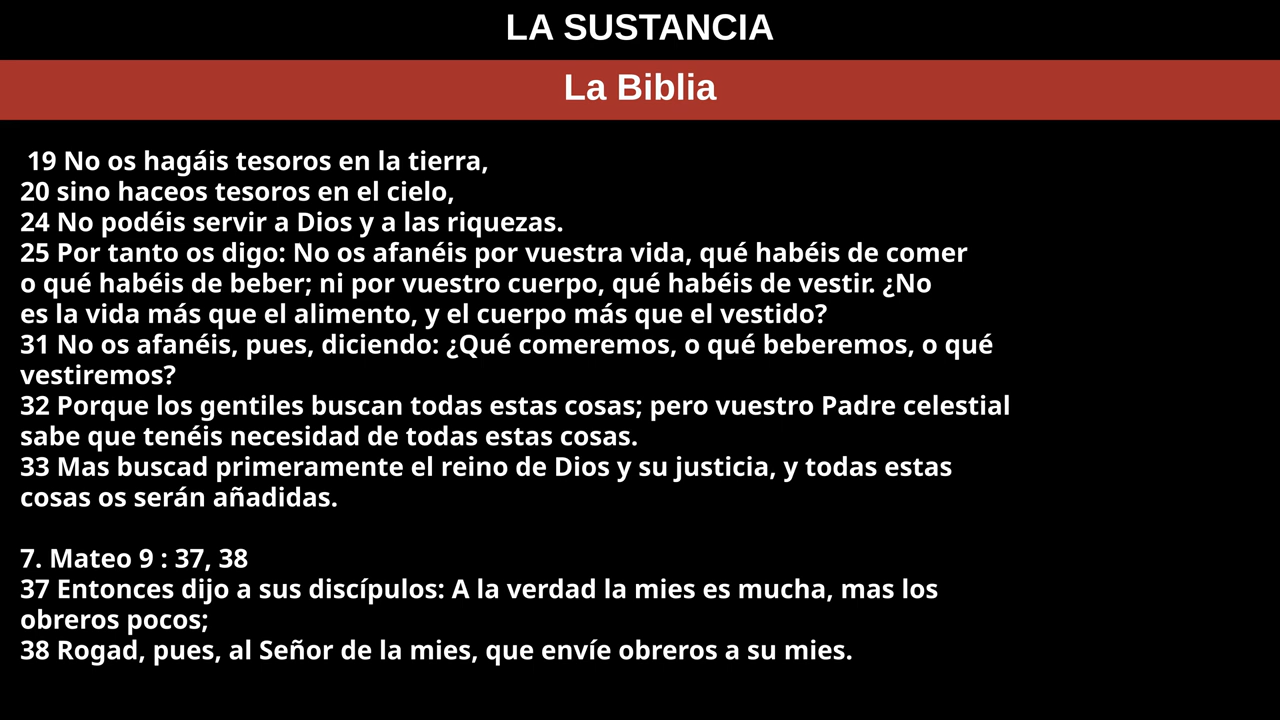 LA SUSTANCIA
La Biblia
19 No os hagáis tesoros en la tierra,
20 sino haceos tesoros en el cielo,
24 No podéis servir a Dios y a las riquezas.
25 Por tanto os digo: No os afanéis por vuestra vida, qué habéis de comer
o qué habéis de beber; ni por vuestro cuerpo, qué habéis de vestir. ¿No
es la vida más que el alimento, y el cuerpo más que el vestido?
31 No os afanéis, pues, diciendo: ¿Qué comeremos, o qué beberemos, o qué
vestiremos?
32 Porque los gentiles buscan todas estas cosas; pero vuestro Padre celestial
sabe que tenéis necesidad de todas estas cosas.
33 Mas buscad primeramente el reino de Dios y su justicia, y todas estas
cosas os serán añadidas.
7. Mateo 9 : 37, 38
37 Entonces dijo a sus discípulos: A la verdad la mies es mucha, mas los
obreros pocos;
38 Rogad, pues, al Señor de la mies, que envíe obreros a su mies.